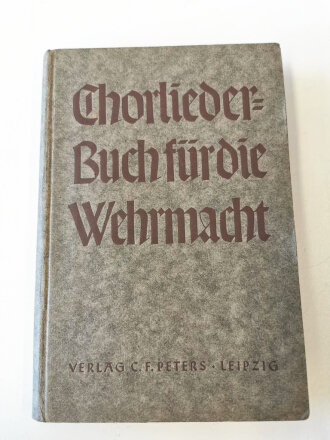 Chorlieder=
Buch für die
Wehrmacht
VERLAG C. F. PETERS · LEIPZIG